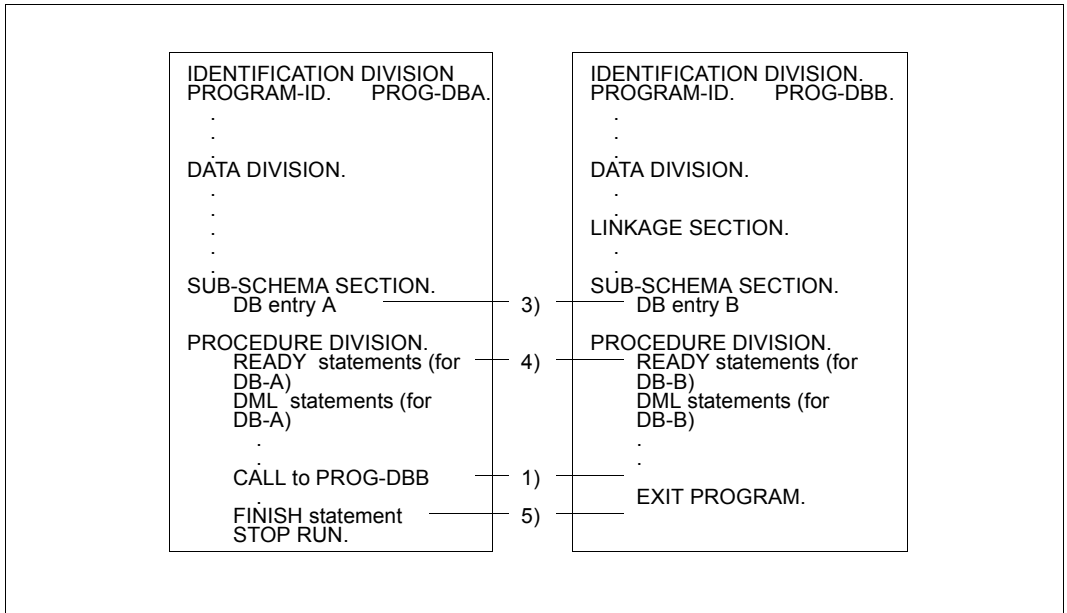 IDENTIFICATION DIVISION
PROGRAM-ID. PROG-DBA.
.
.
.
DATA DIVISION.
.
.
.
.
.
SUB-SCHEMA SECTION.
DB entry A
PROCEDURE DIVISION.
READY statements (for
DB-A)
DML statements (for
DB-A)
.
.
CALL to PROG-DBB
.
FINISH statement
STOP RUN.
3)
4)
1)
5)
IDENTIFICATION DIVISION.
PROGRAM-ID. PROG-DBB.
.
.
.
DATA DIVISION.
.
.
LINKAGE SECTION.
.
.
SUB-SCHEMA SECTION.
DB entry B
PROCEDURE DIVISION.
READY statements (for
DB-B)
DML statements (for
DB-B)
.
.
EXIT PROGRAM.